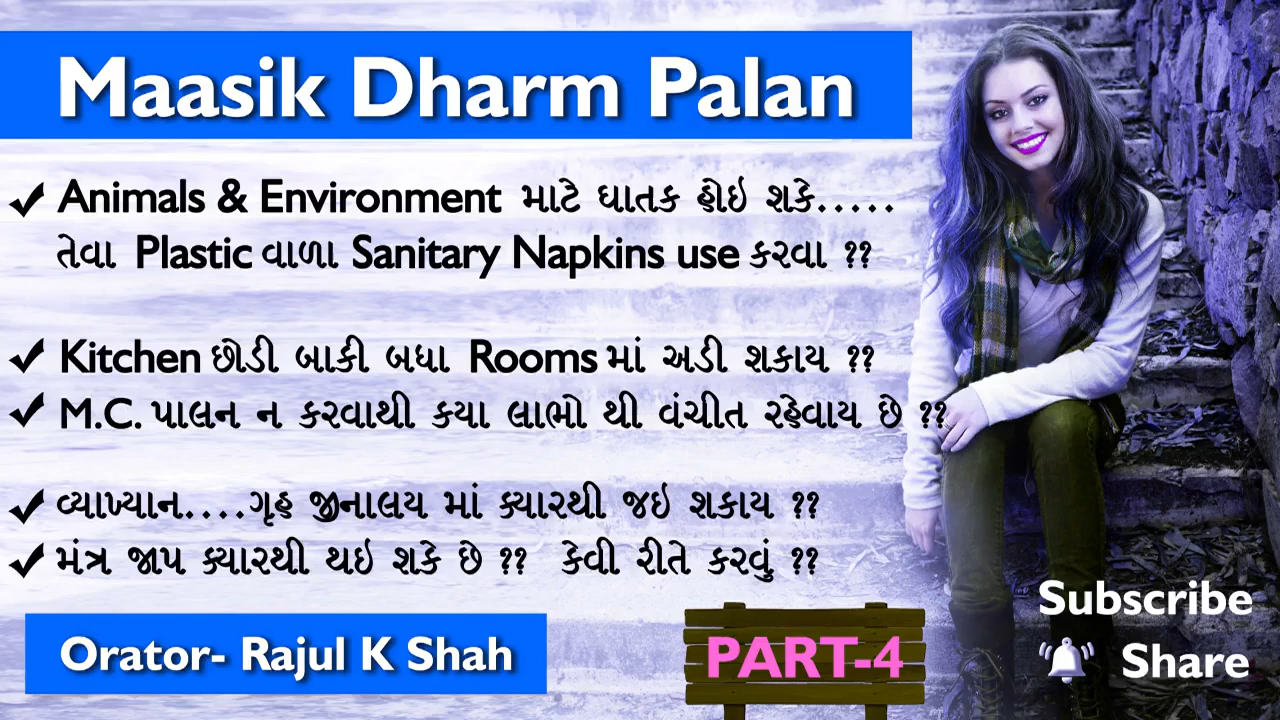 Maasik Dharm Palan
✓ Animals & Environment માટે ઘાતક હોઇ શકે.....
તેવા Plastic વાળા Sanitary Napkins use કરવા ??
✓ Kitchen છોડી બાકી બધા Rooms માં અડી શકાય ??
✓ M.C. પાલન ન કરવાથી કયા લાભો થી વંચીત રહેવાય છે ??
✓ વ્યાખ્યાન....ગૃહ જીનાલય માં ક્યારથી જઇ શકાય ??
✓ મંત્ર જાપ ક્યારથી થઇ શકે છે ?? કેવી રીતે કરવું ??
Orator- Rajul K Shah
PART-4
Subscribe
Share